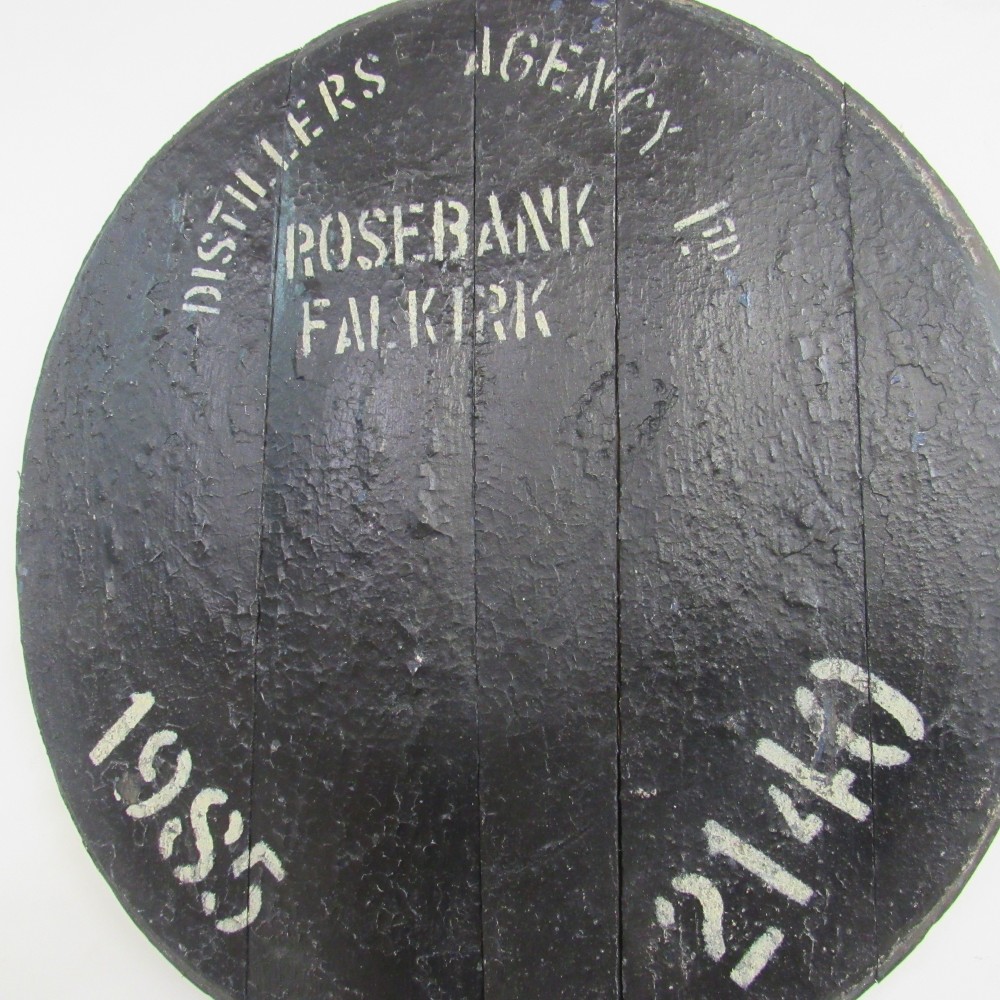 DISTILLERS AGENCY LTD
ROSEBANK
FALKIRK
1985
2140